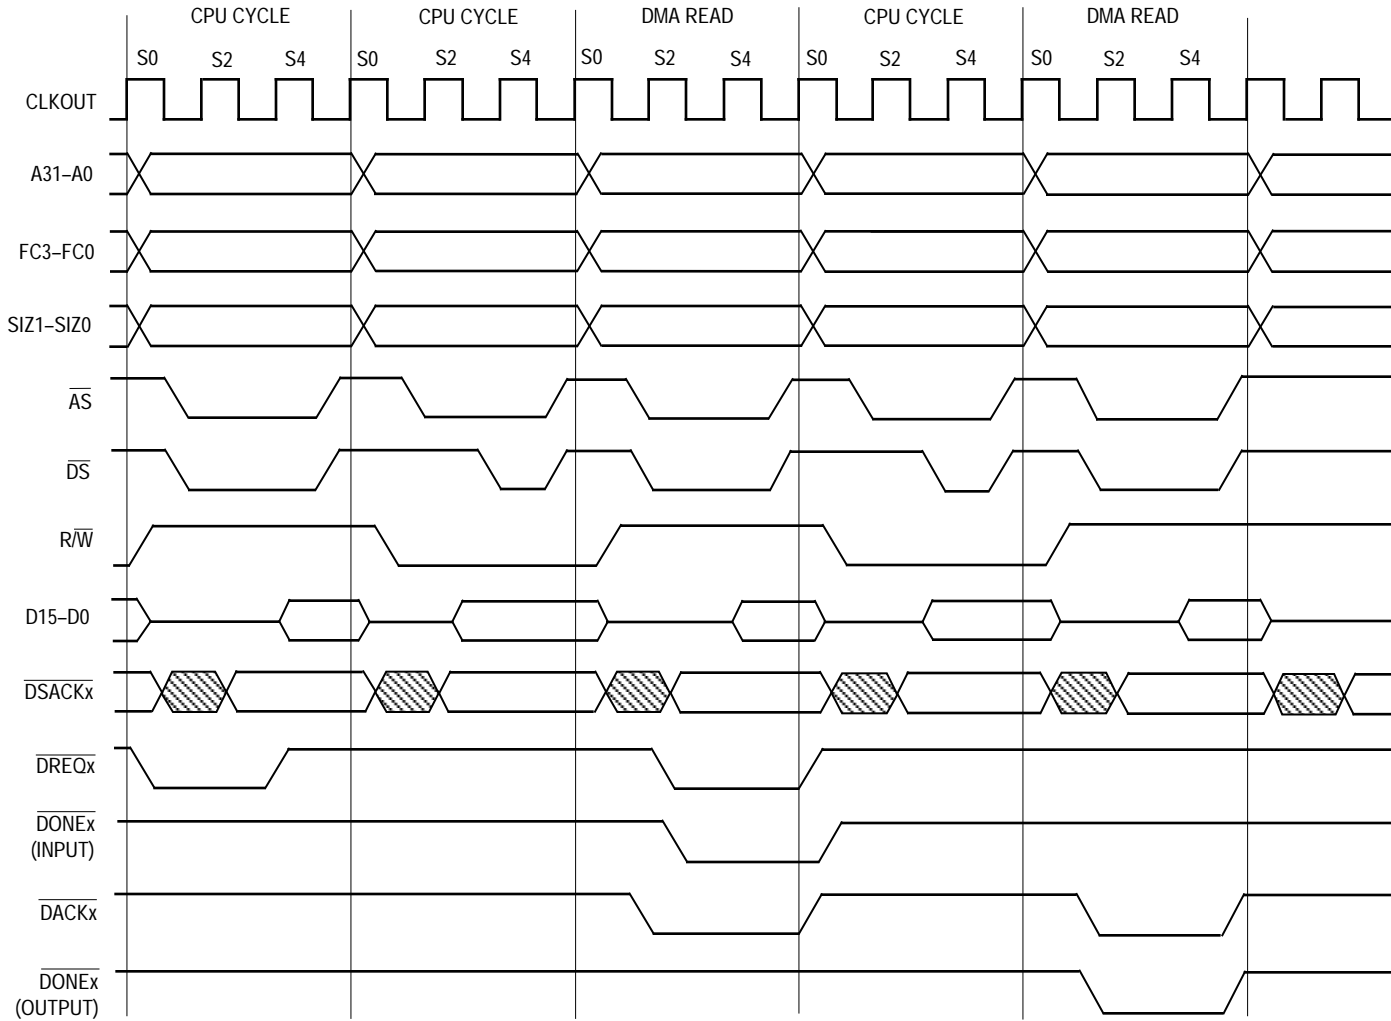 CPU CYCLE CPU CYCLE DMA READ CPU CYCLE DMA READ
S0 S2 S4 S0 S2 S4 S0 S2 S4 S0 S2 S4 S0 S2 S4
CLKOUT
A31–A0
FC3–FC0
SIZ1–SIZ0
AS
DS
R/W
D15–D0
DSACKx
DREQx
DONEx
(INPUT)
DACKx
DONEx
(OUTPUT)